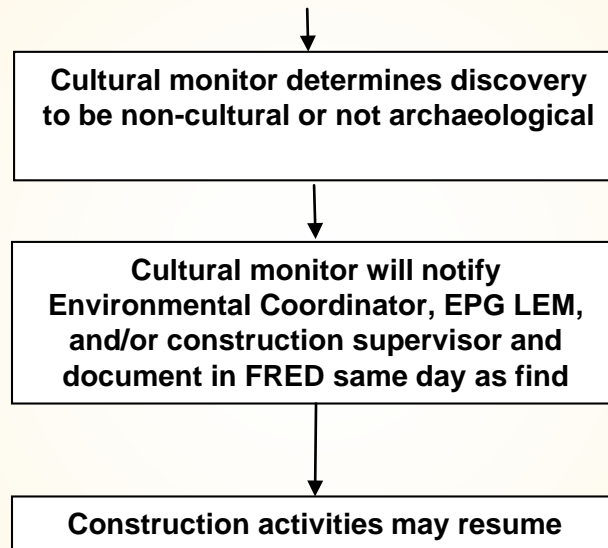 Cultural monitor determines discovery
to be non-cultural or not archaeological
Cultural monitor will notify
Environmental Coordinator, EPG LEM,
and/or construction supervisor and
document in FRED same day as find
Construction activities may resume